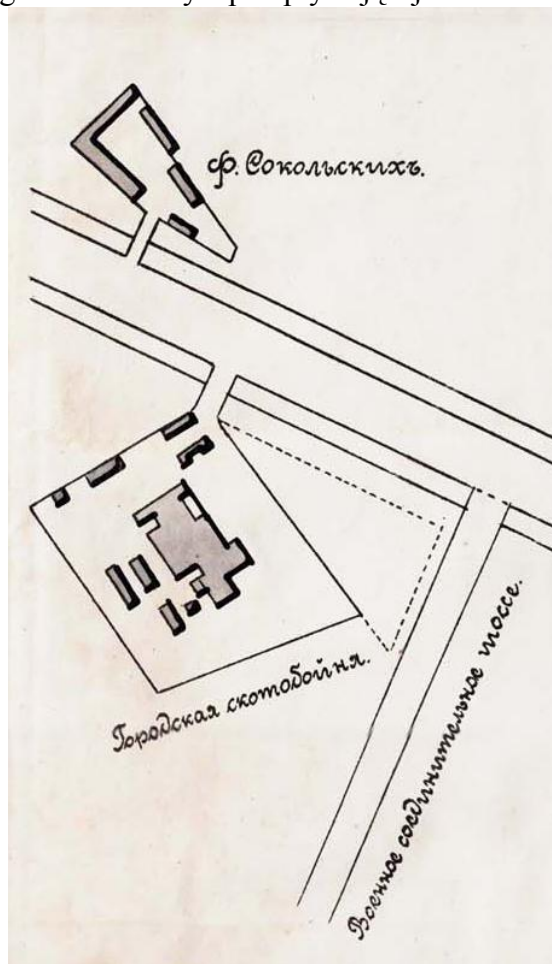 ф. Сокольскихъ.
Городская скотобойня.
Военное соединительное шоссе.